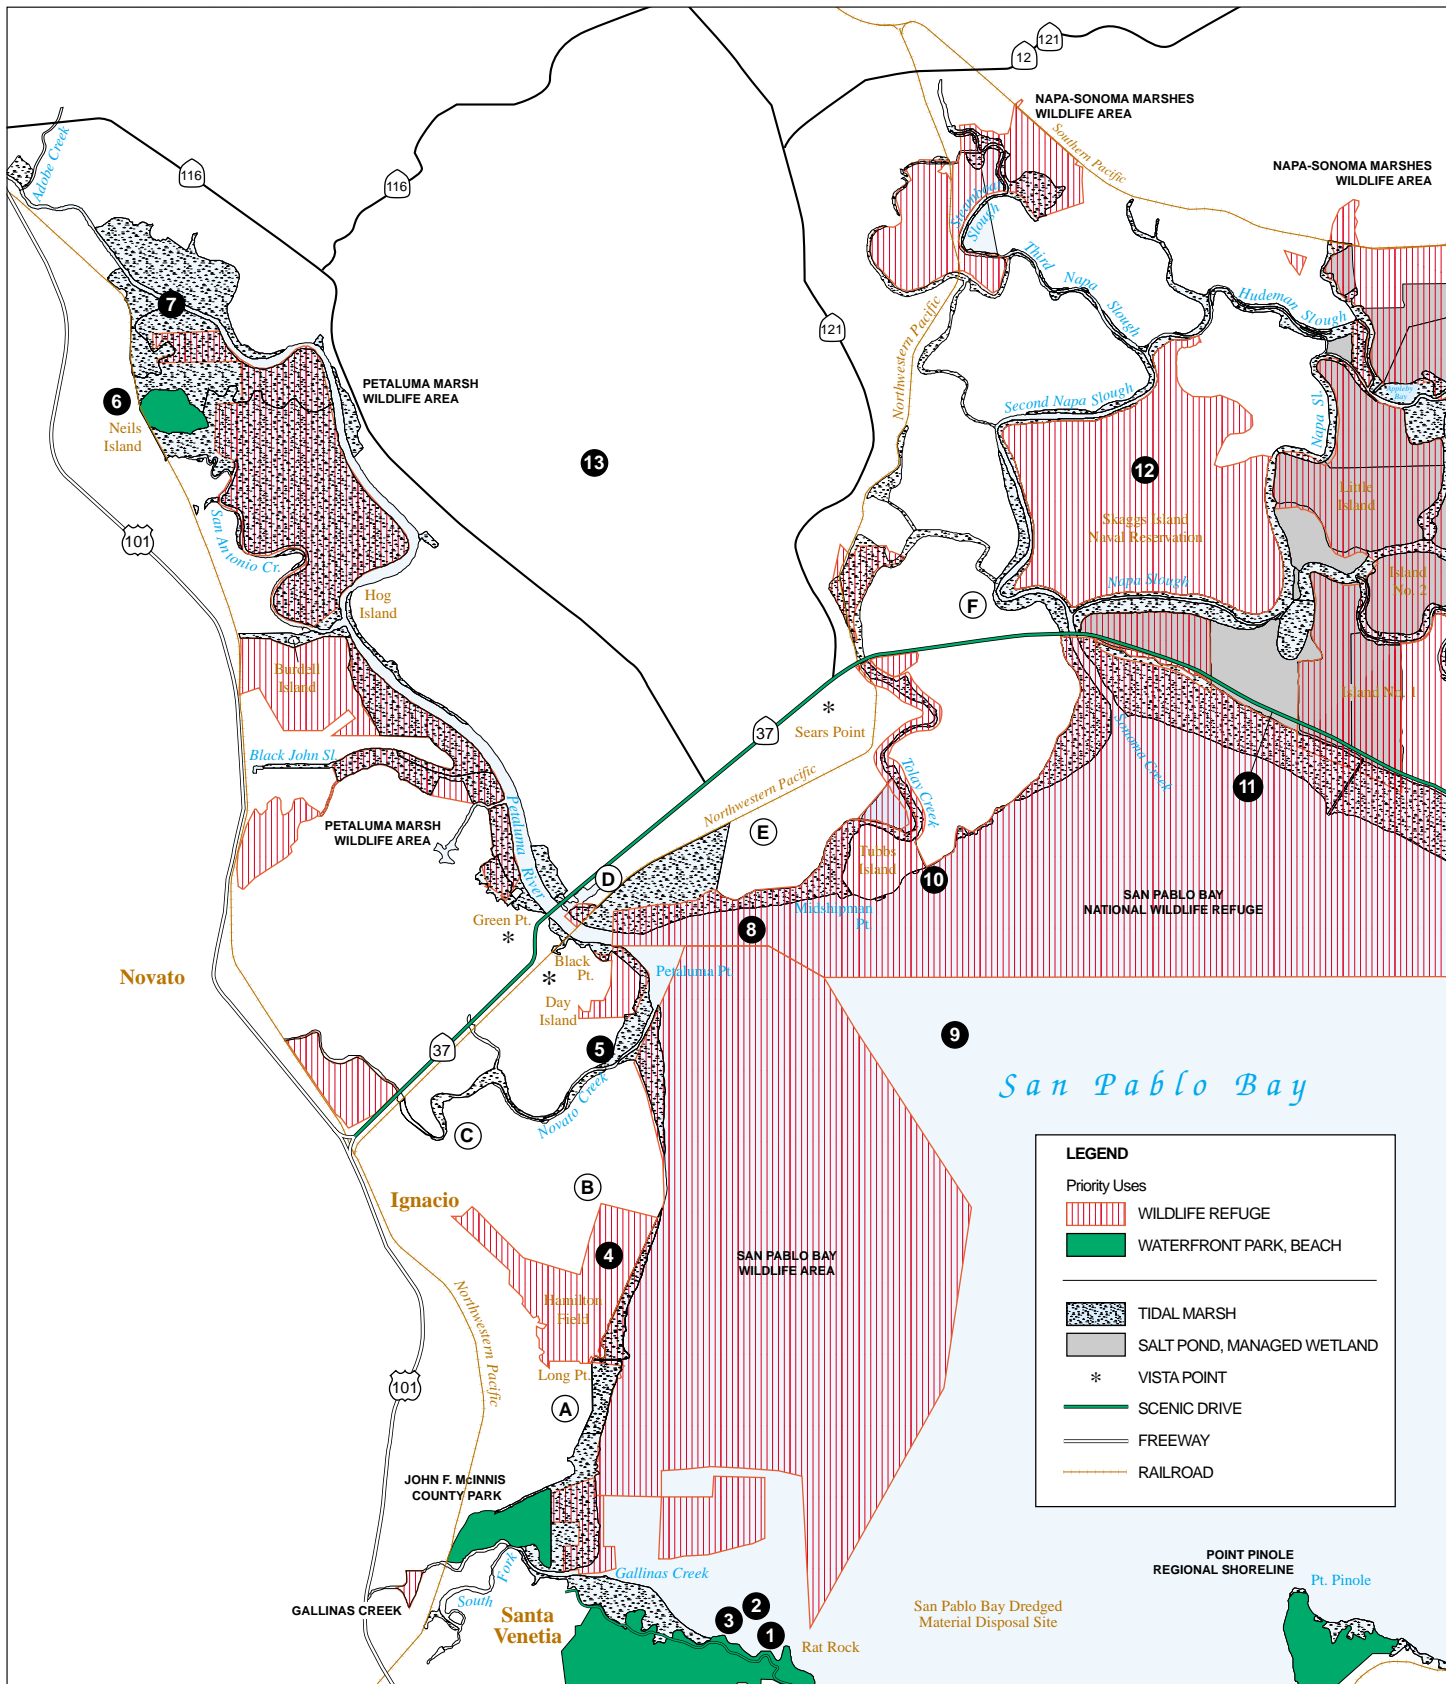 121
12
NAPA-SONOMA MARSHES
WILDLIFE AREA
Southern Pacific
NAPA-SONOMA MARSHES
WILDLIFE AREA
Adobe Creek
116
116
Steamboat
Slough
Third Napa Slough
Hudeman Slough
7
121
Northwestern Pacific
PETALUMA MARSH
WILDLIFE AREA
6
Neils
Island
Second Napa Slough
Napa Sl.
Appleby
Bay
13
12
Little
Island
Skaggs Island
Naval Reservation
101
San Antonio Cr.
Hog
Island
Napa Slough
Island
No. 2
F
Burdell
Island
Island No. 1
37
Sears Point
Sonoma Creek
Black John Sl.
Northwestern Pacific
Tolay Creek
11
Petaluma River
PETALUMA MARSH
WILDLIFE AREA
E
Tubbs
Island
D
10
SAN PABLO BAY
NATIONAL WILDLIFE REFUGE
Green Pt.
Midshipman
Pt.
8
Black
Pt.
Petaluma Pt.
Novato
Day
Island
9
37
5
San Pablo Bay
Novato Creek
C
B
Ignacio
4
SAN PABLO BAY
WILDLIFE AREA
Hamilton
Field
Northwestern Pacific
Long Pt.
101
A
LEGEND
Priority Uses
WILDLIFE REFUGE
WATERFRONT PARK, BEACH
TIDAL MARSH
SALT POND, MANAGED WETLAND
* VISTA POINT
SCENIC DRIVE
FREEWAY
RAILROAD
JOHN F. McINNIS
COUNTY PARK
Gallinas Creek
South Fork
GALLINAS CREEK
Santa
Venetia
2
3
1
Rat Rock
San Pablo Bay Dredged
Material Disposal Site
POINT PINOLE
REGIONAL SHORELINE
Pt. Pinole